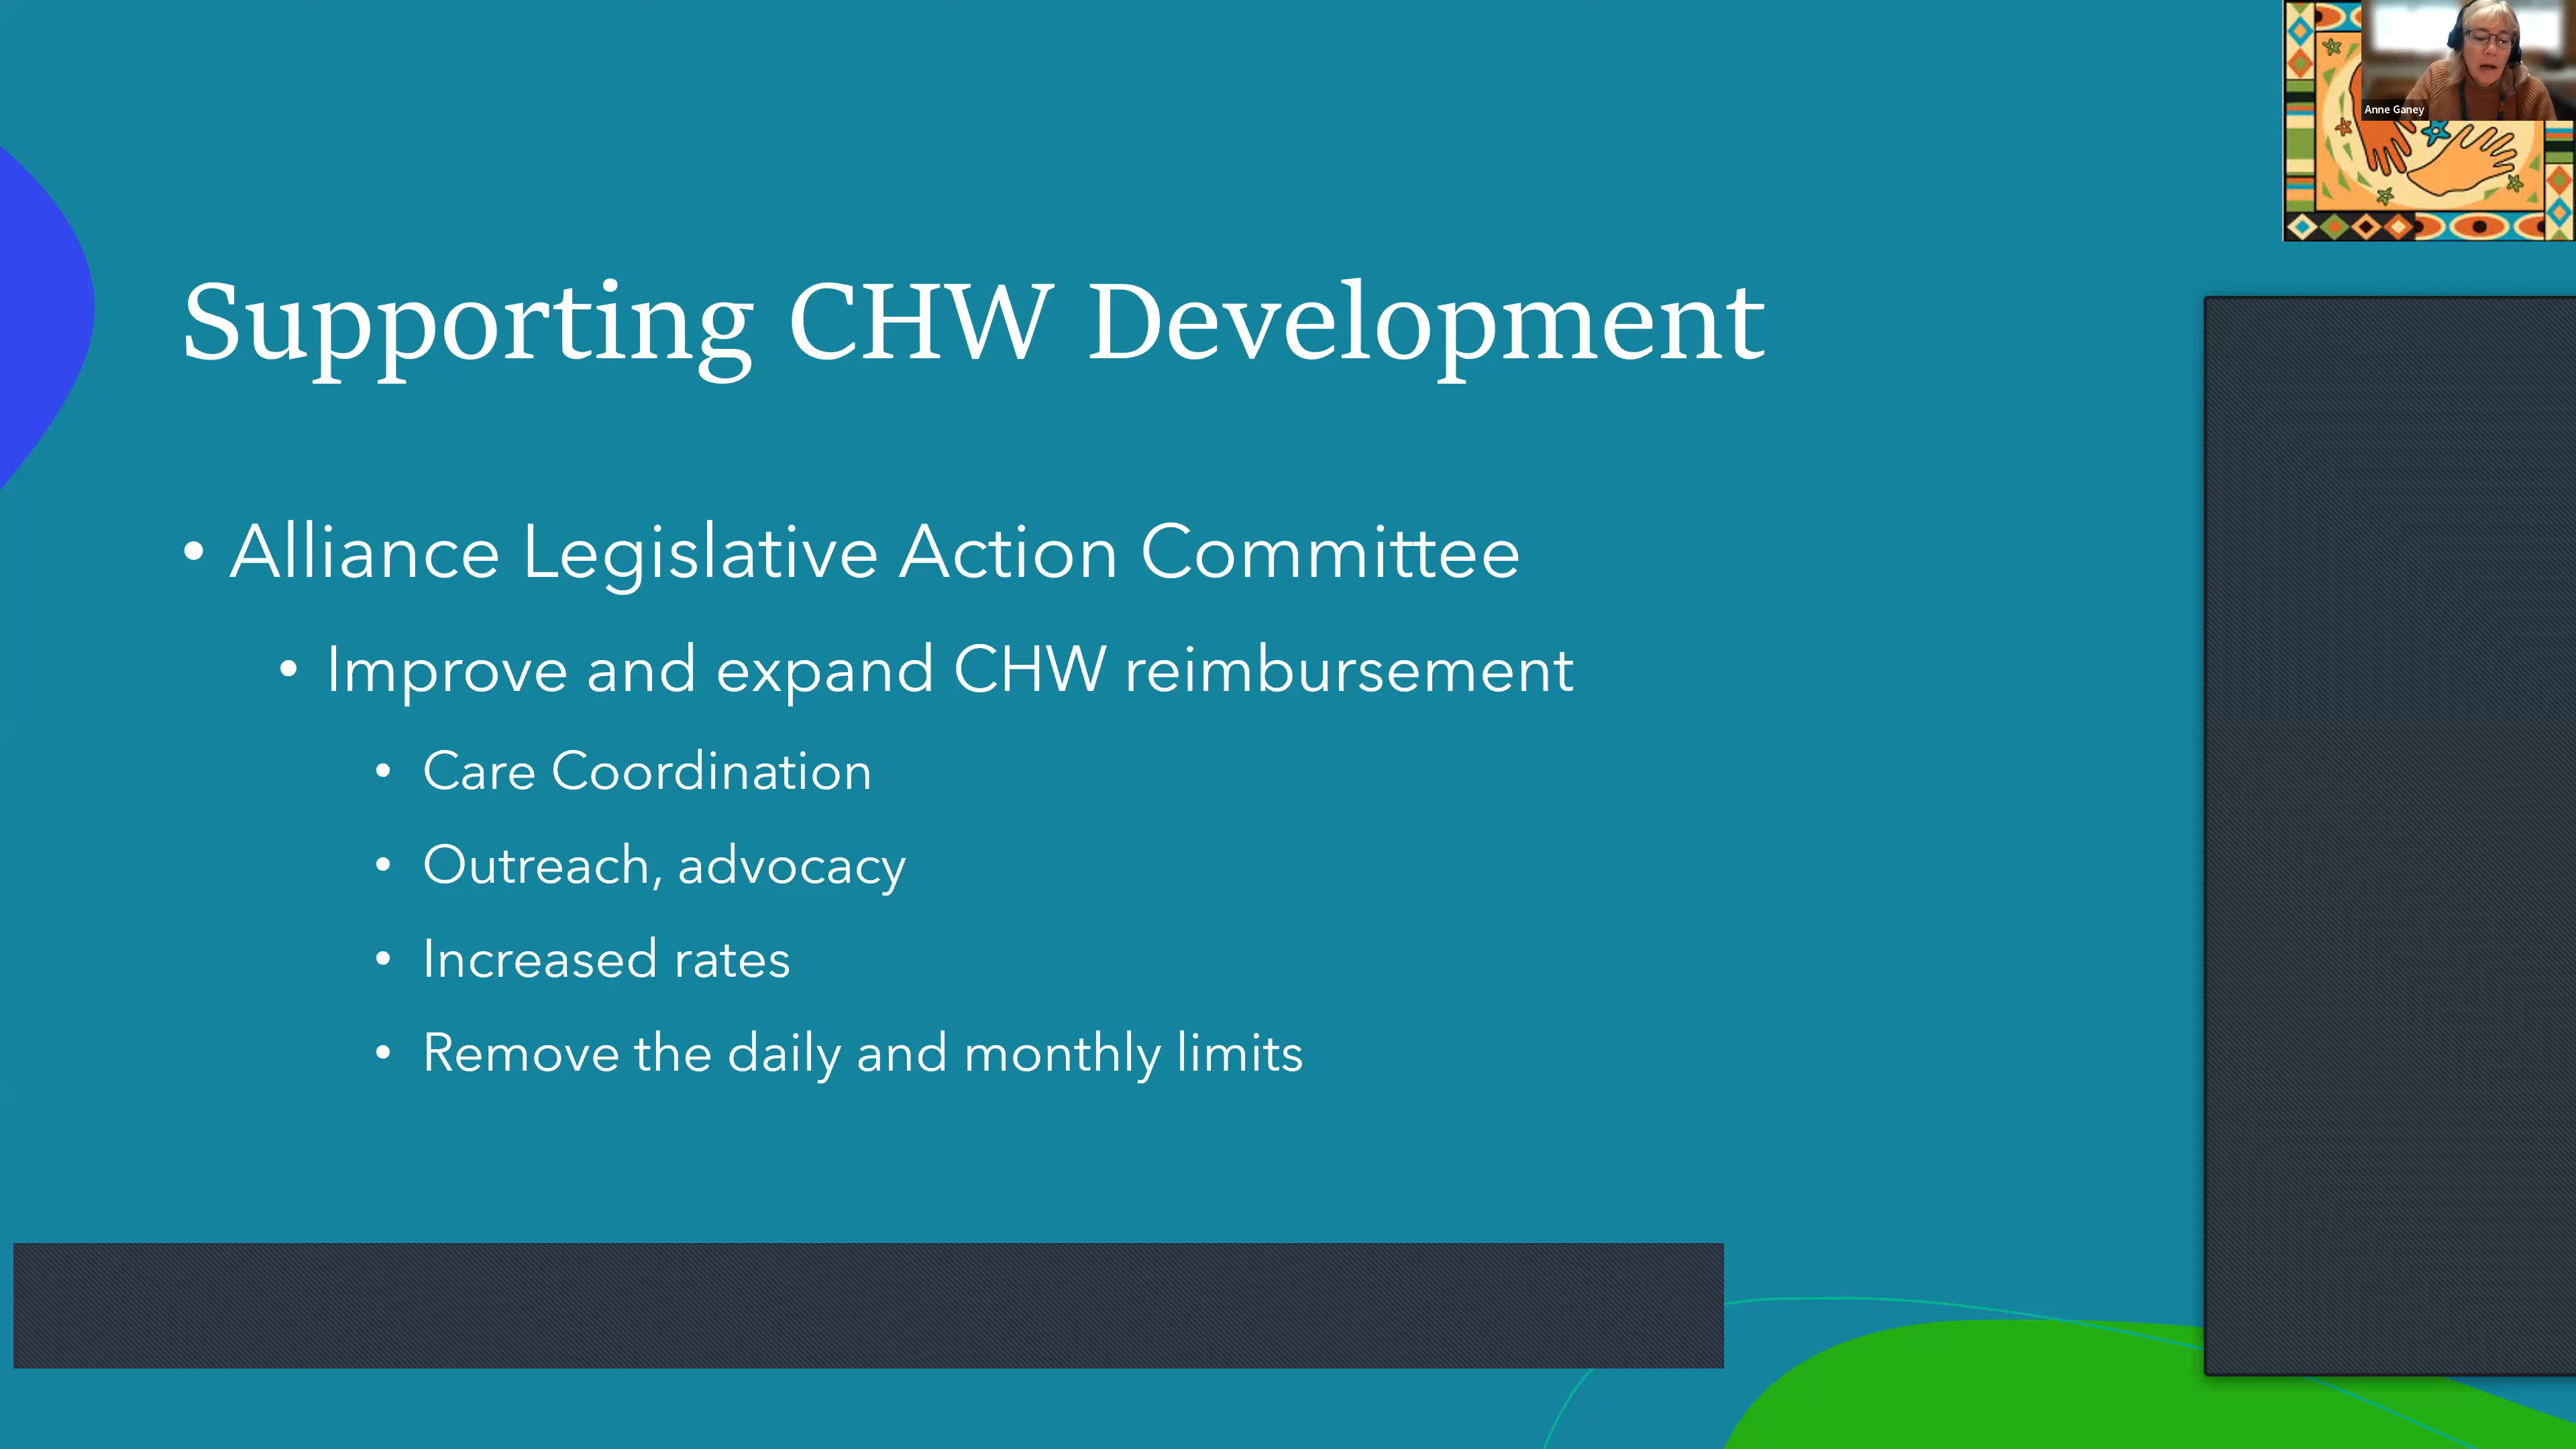 Anne Ganey
Supporting CHW Development
• Alliance Legislative Action Committee
• Improve and expand CHW reimbursement
• Care Coordination
• Outreach, advocacy
• Increased rates
• Remove the daily and monthly limits